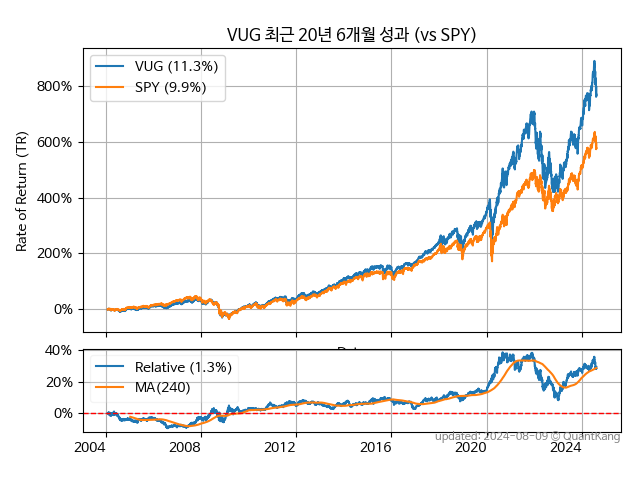 VUG 최근 20년 6개월 성과 (vs SPY)
Rate of Return (TR)
800%
600%
400%
200%
0%
VUG (11.3%)
SPY (9.9%)
40%
20%
0%
Relative (1.3%)
MA(240)
2004 2008 2012 2016 2020 2024
updated: 2024-08-09 © QuantKang